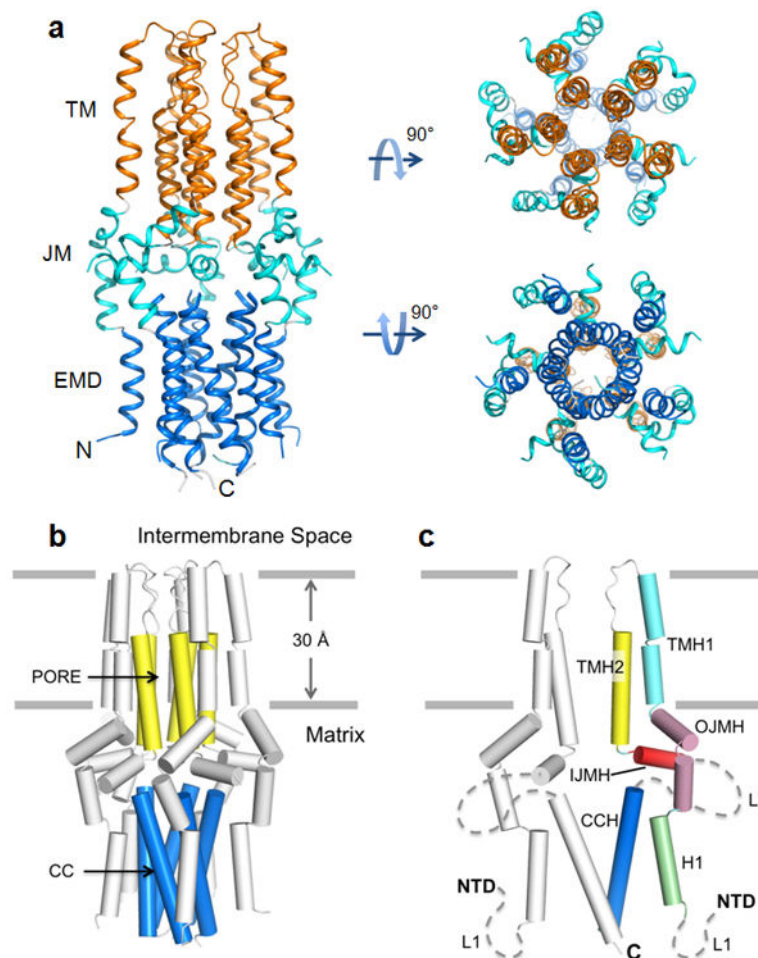 a
TM
90°
JM
90°
EMD
N
C
b
Intermembrane Space
c
30 Å
PORE
TMH2
TMH1
Matrix
OJMH
IJMH
L
CCH
CC
H1
NTD
NTD
L1
C
L1